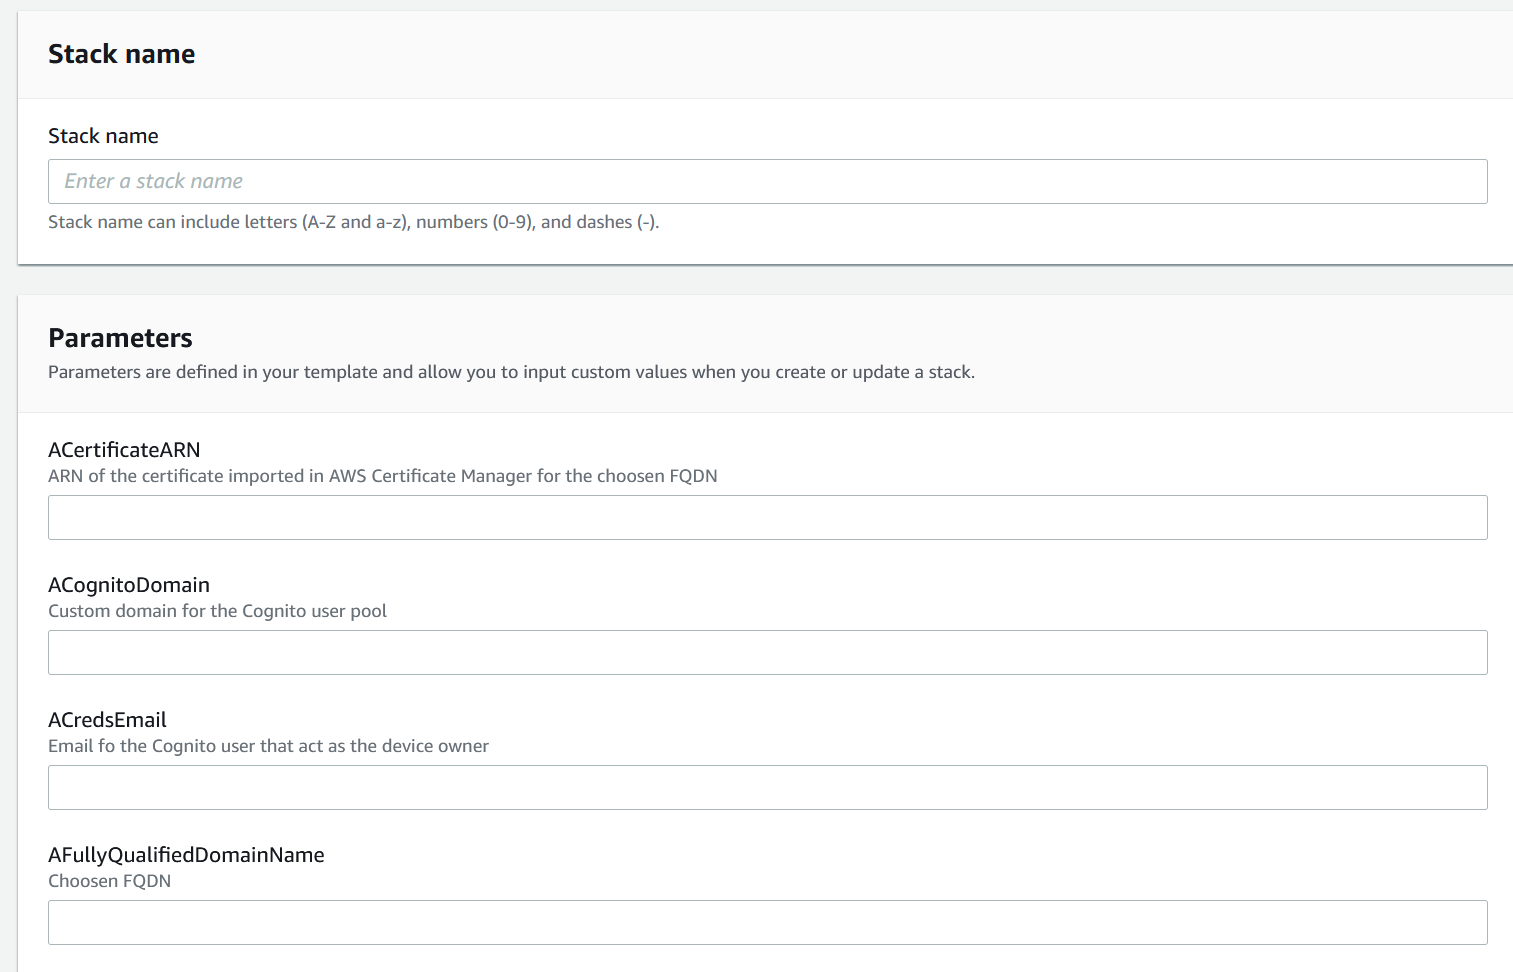 Stack name
Stack name
Enter a stack name
Stack name can include letters (A-Z and a-z), numbers (0-9), and dashes (-).
Parameters
Parameters are defined in your template and allow you to input custom values when you create or update a stack.
ACertificateARN
ARN of the certificate imported in AWS Certificate Manager for the choosen FQDN
ACognitoDomain
Custom domain for the Cognito user pool
ACredsEmail
Email fo the Cognito user that act as the device owner
AFullyQualifiedDomainName
Choosen FQDN